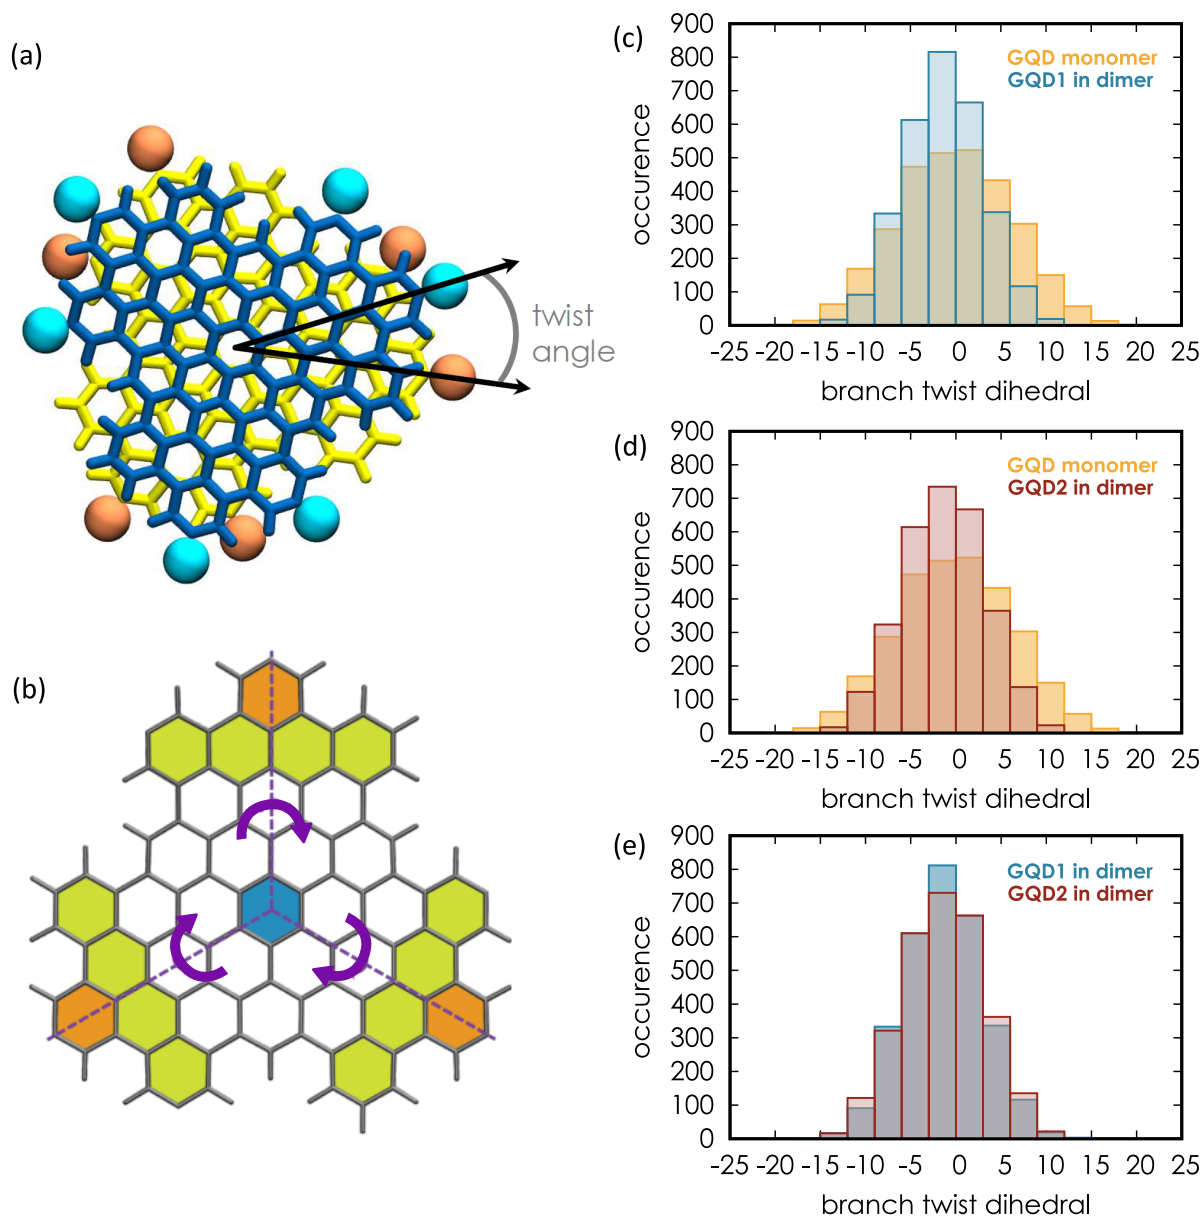 (a)
twist
angle
(b)
(c)
900
800
700
600
500
400
300
200
100
0
occurence
GQD monomer
GQD1 in dimer
-25 -20 -15 -10 -5 0 5 10 15 20 25
branch twist dihedral
(d)
900
800
700
600
500
400
300
200
100
0
occurence
GQD monomer
GQD2 in dimer
-25 -20 -15 -10 -5 0 5 10 15 20 25
branch twist dihedral
(e)
900
800
700
600
500
400
300
200
100
0
occurence
GQD1 in dimer
GQD2 in dimer
-25 -20 -15 -10 -5 0 5 10 15 20 25
branch twist dihedral